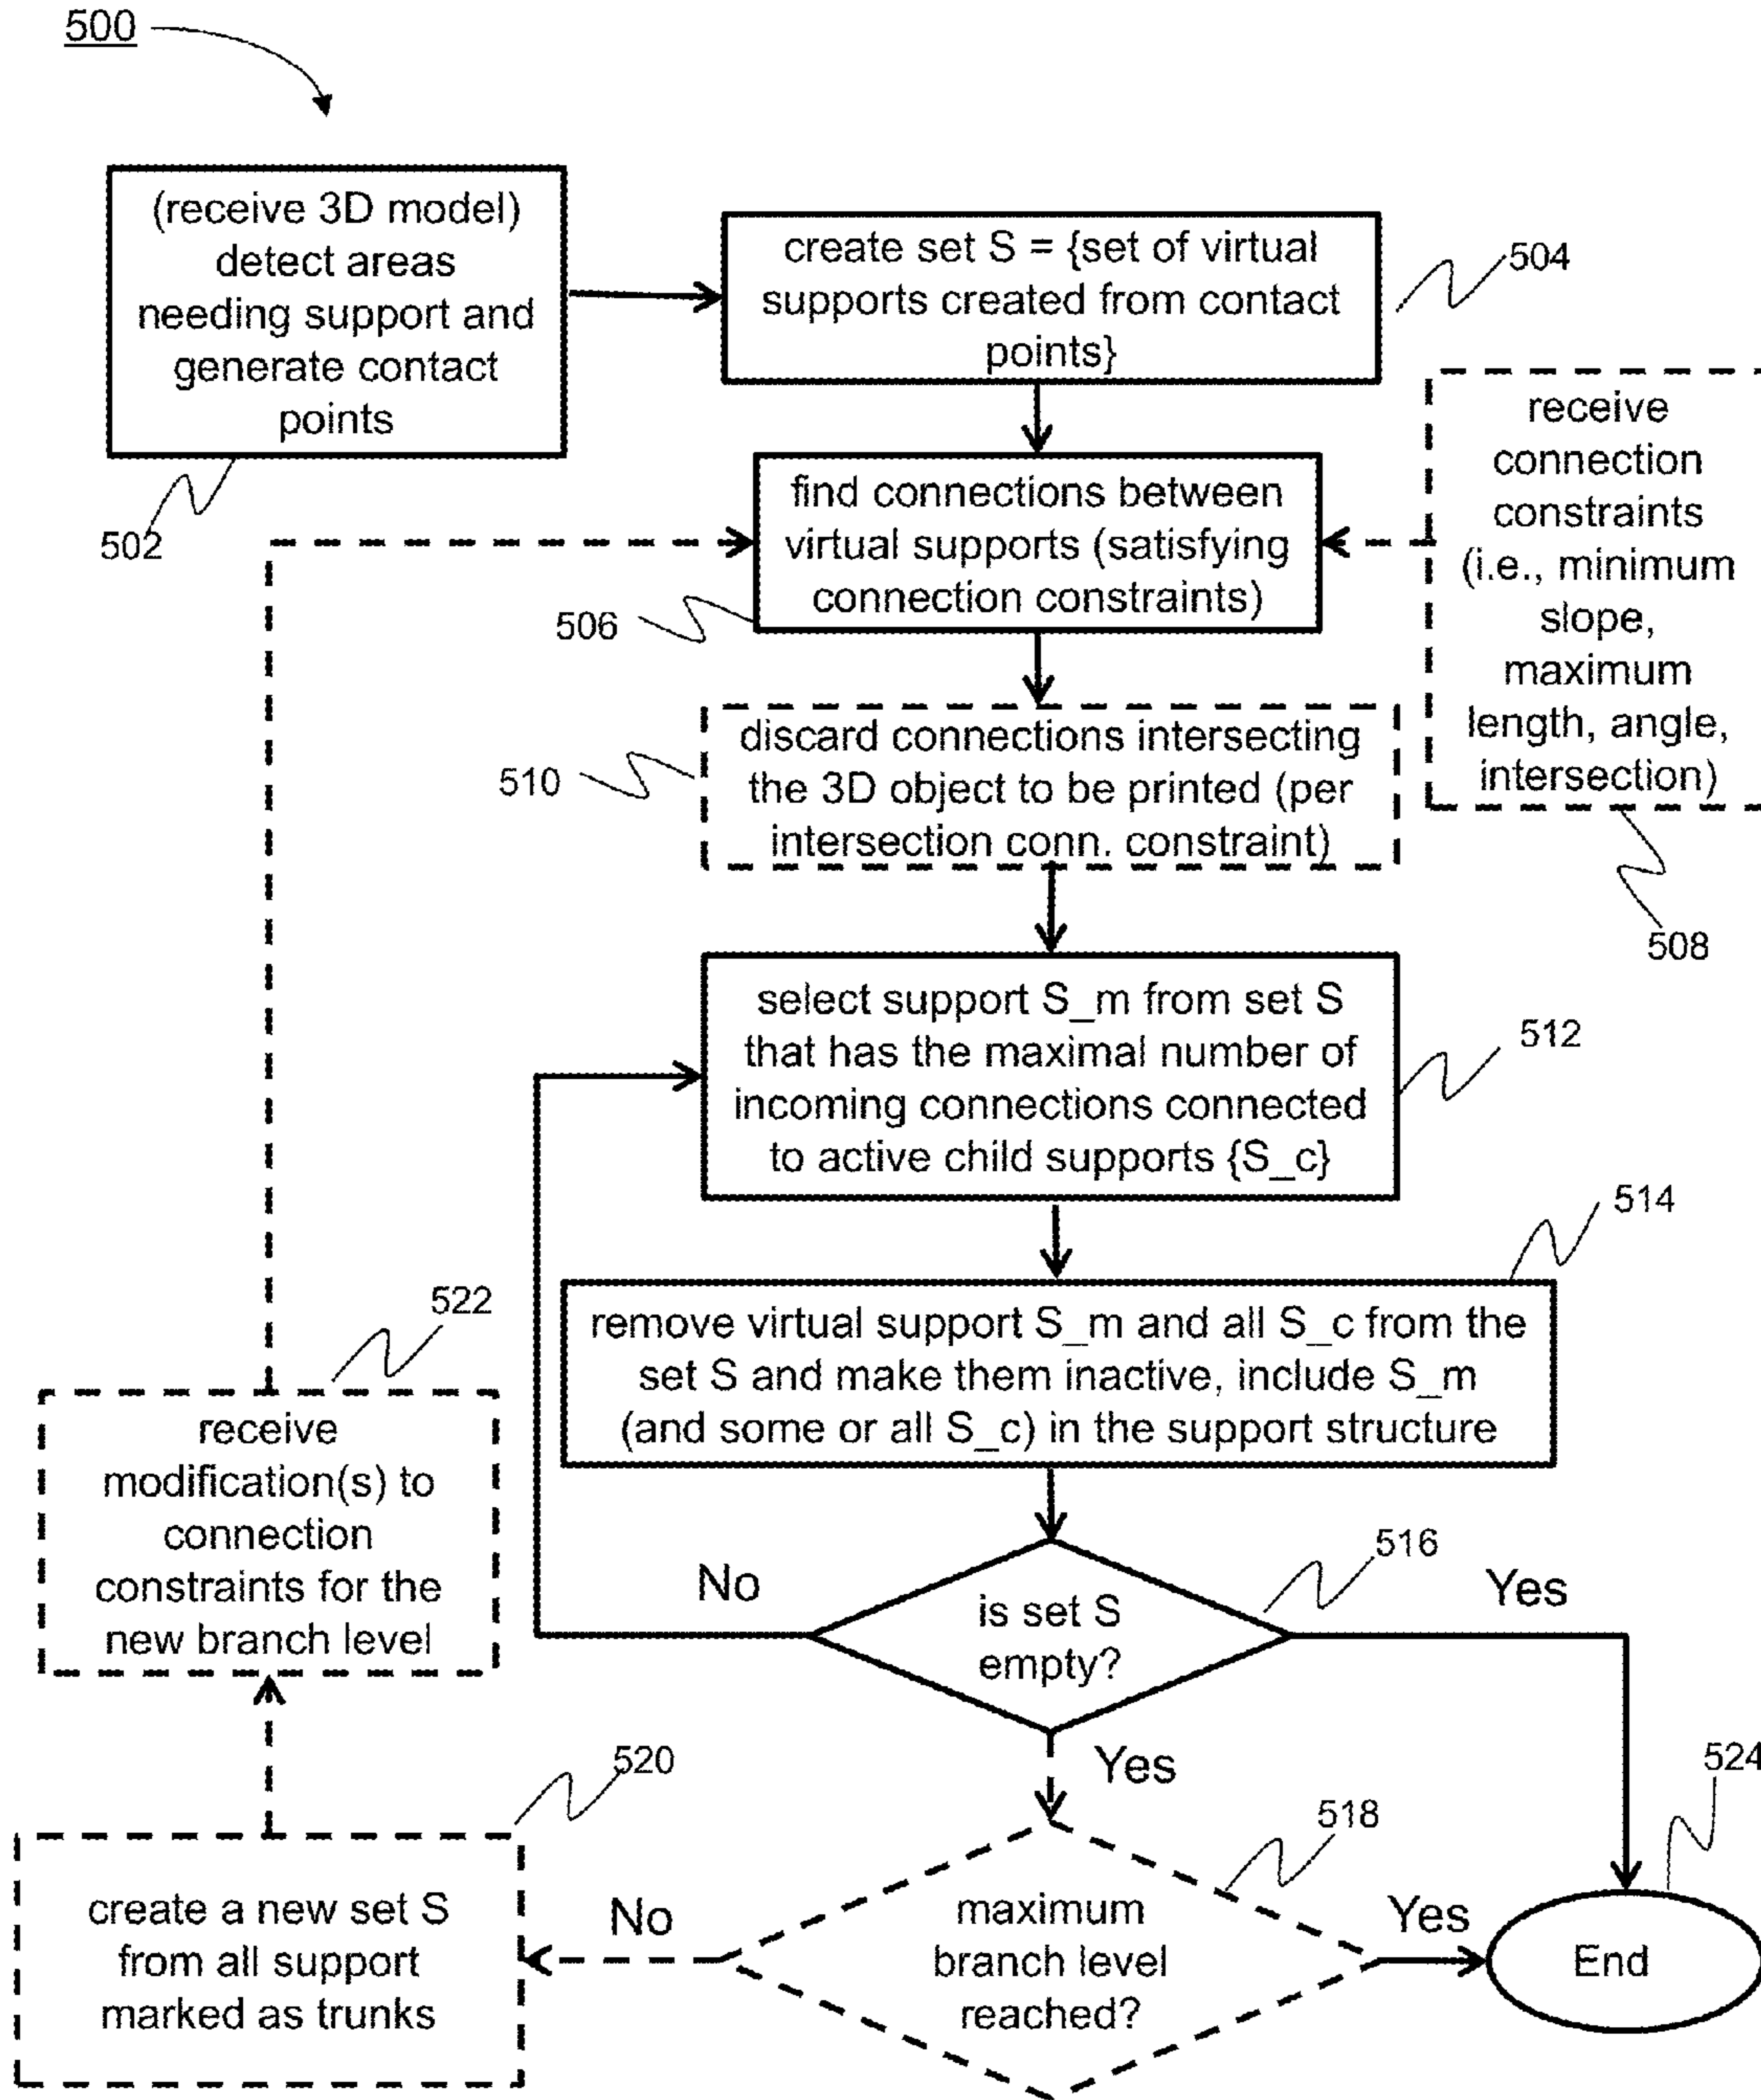 500
(receive 3D model)
detect areas
needing support and
generate contact
points
502
create set S = {set of virtual
supports created from contact
points}
504
find connections between
virtual supports (satisfying
connection constraints)
506
receive
connection
constraints
(i.e., minimum
slope,
maximum
length, angle,
intersection)
508
discard connections intersecting
the 3D object to be printed (per
intersection conn. constraint)
510
select support S_m from set S
that has the maximal number of
incoming connections connected
to active child supports {S_c}
512
remove virtual support S_m and all S_c from the
set S and make them inactive, include S_m
(and some or all S_c) in the support structure
514
is set S
empty?
516
No
Yes
Yes
maximum
branch level
reached?
518
No
Yes
create a new set S
from all support
marked as trunks
520
receive
modification(s) to
connection
constraints for the
new branch level
522
End
524